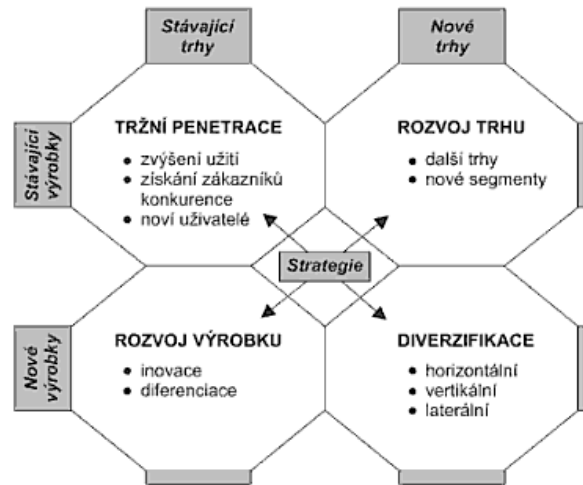 Stávající
trhy
Nové
trhy
Stávající
výrobky
TRŽNÍ PENETRACE
• zvýšení užití
• získání zákazníků
konkurence
• noví uživatelé
ROZVOJ TRHU
• další trhy
• nové segmenty
Strategie
Nové
výrobky
ROZVOJ VÝROBKU
• inovace
• diferenciace
DIVERZIFIKACE
• horizontální
• vertikální
• laterální